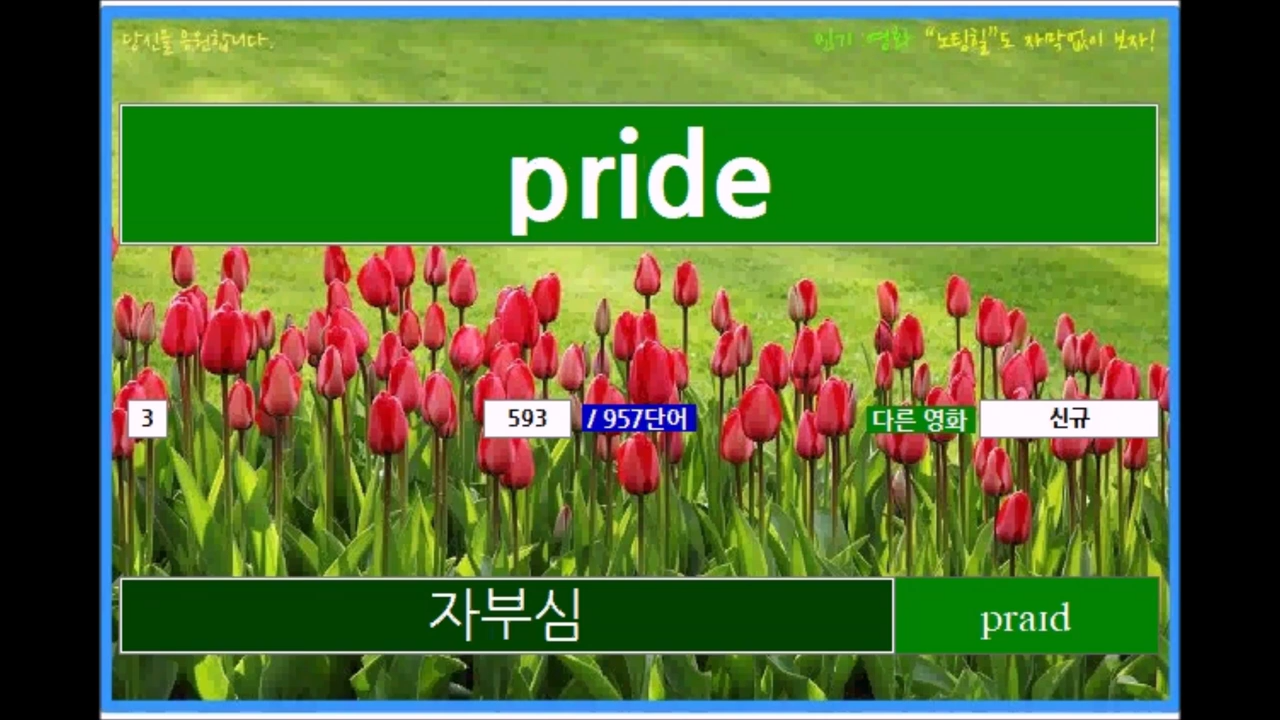 당신을 응원합니다.
인기 영화 “노팅힐”도 자막없이 보자!
pride
3
593
/ 957단어
다른 영화
신규
자부심
praɪd